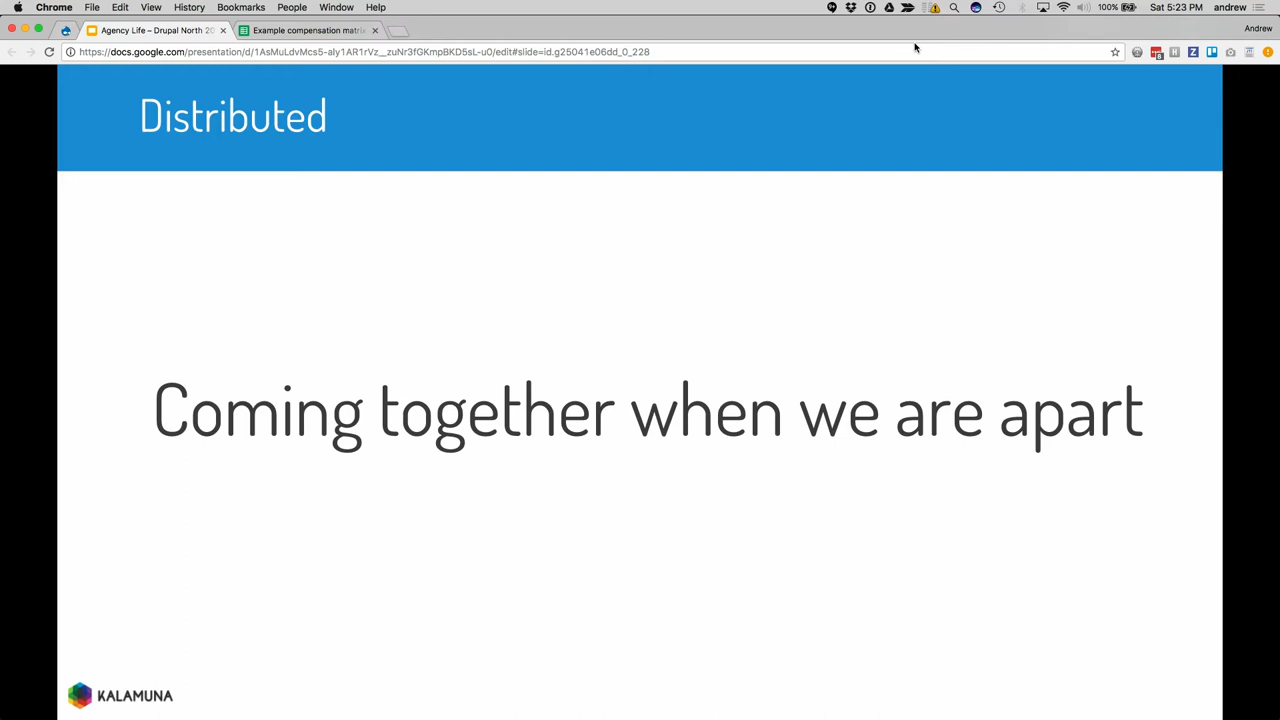 Chrome File Edit View History Bookmarks People Window Help 100% Sat 5:23 PM andrew
Agency Life – Drupal North 20 Example compensation matri Andrew
https://docs.google.com/presentation/d/1AsMuLdvMcs5-aly1AR1rVz__zuNr3fGKmpBKD5sL-u0/edit#slide=id.g25041e06dd_0_228
Distributed
Coming together when we are apart
KALAMUNA